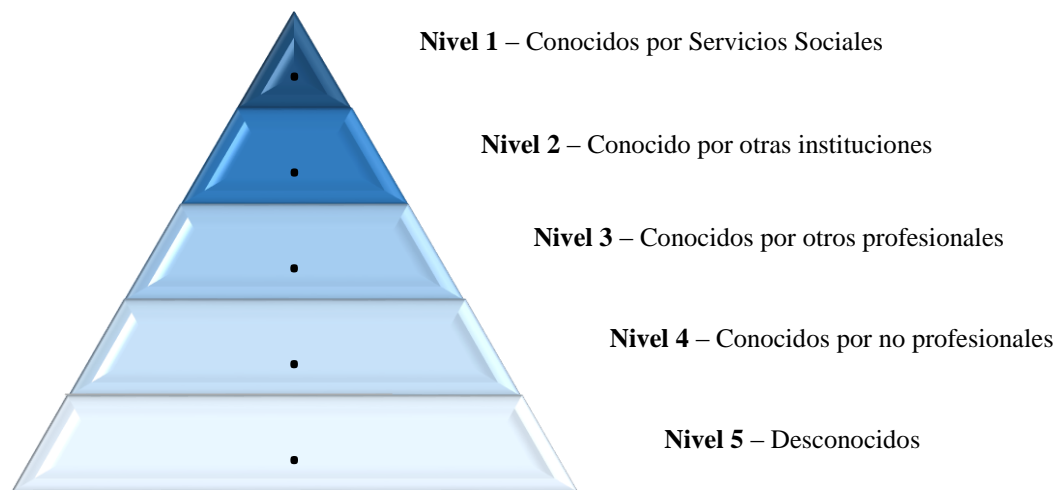 Nivel 1 – Conocidos por Servicios Sociales
Nivel 2 – Conocido por otras instituciones
Nivel 3 – Conocidos por otros profesionales
Nivel 4 – Conocidos por no profesionales
Nivel 5 – Desconocidos